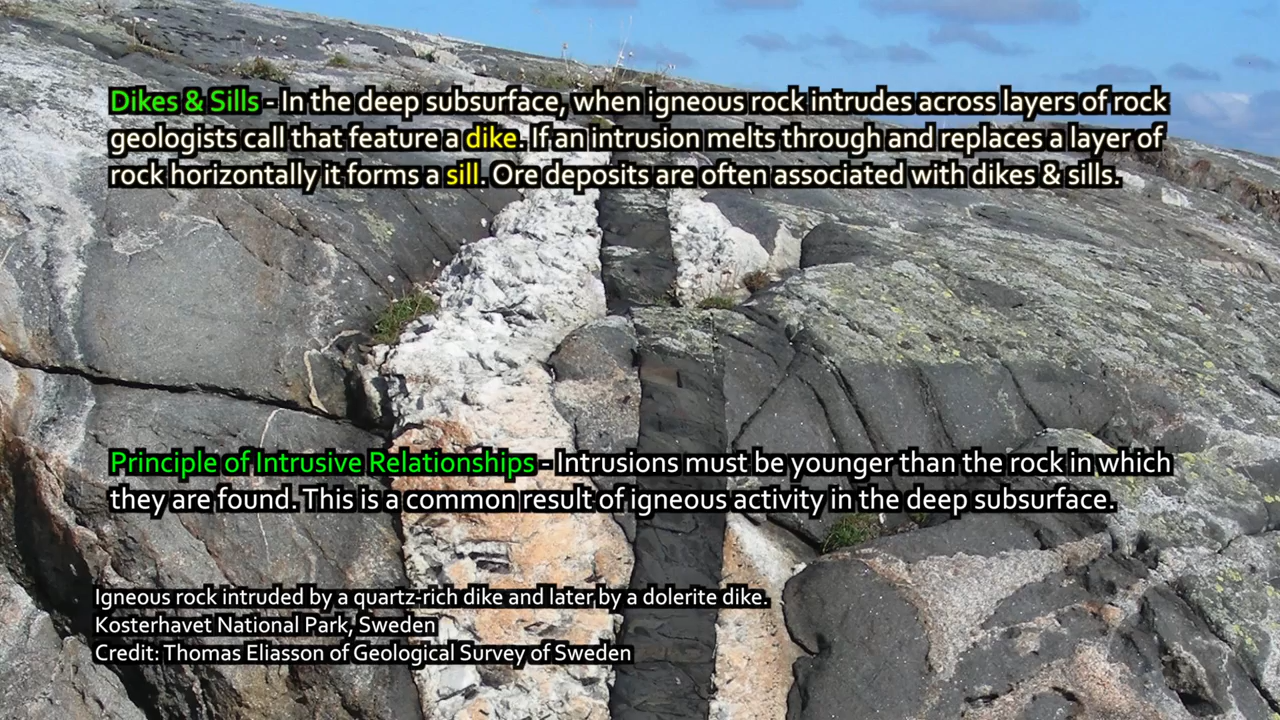 Dikes & Sills - In the deep subsurface, when igneous rock intrudes across layers of rock
geologists call that feature a dike. If an intrusion melts through and replaces a layer of
rock horizontally it forms a sill. Ore deposits are often associated with dikes & sills.
Principle of Intrusive Relationships - Intrusions must be younger than the rock in which
they are found. This is a common result of igneous activity in the deep subsurface.
Igneous rock intruded by a quartz-rich dike and later by a dolerite dike.
Kosterhavet National Park, Sweden
Credit: Thomas Eliasson of Geological Survey of Sweden